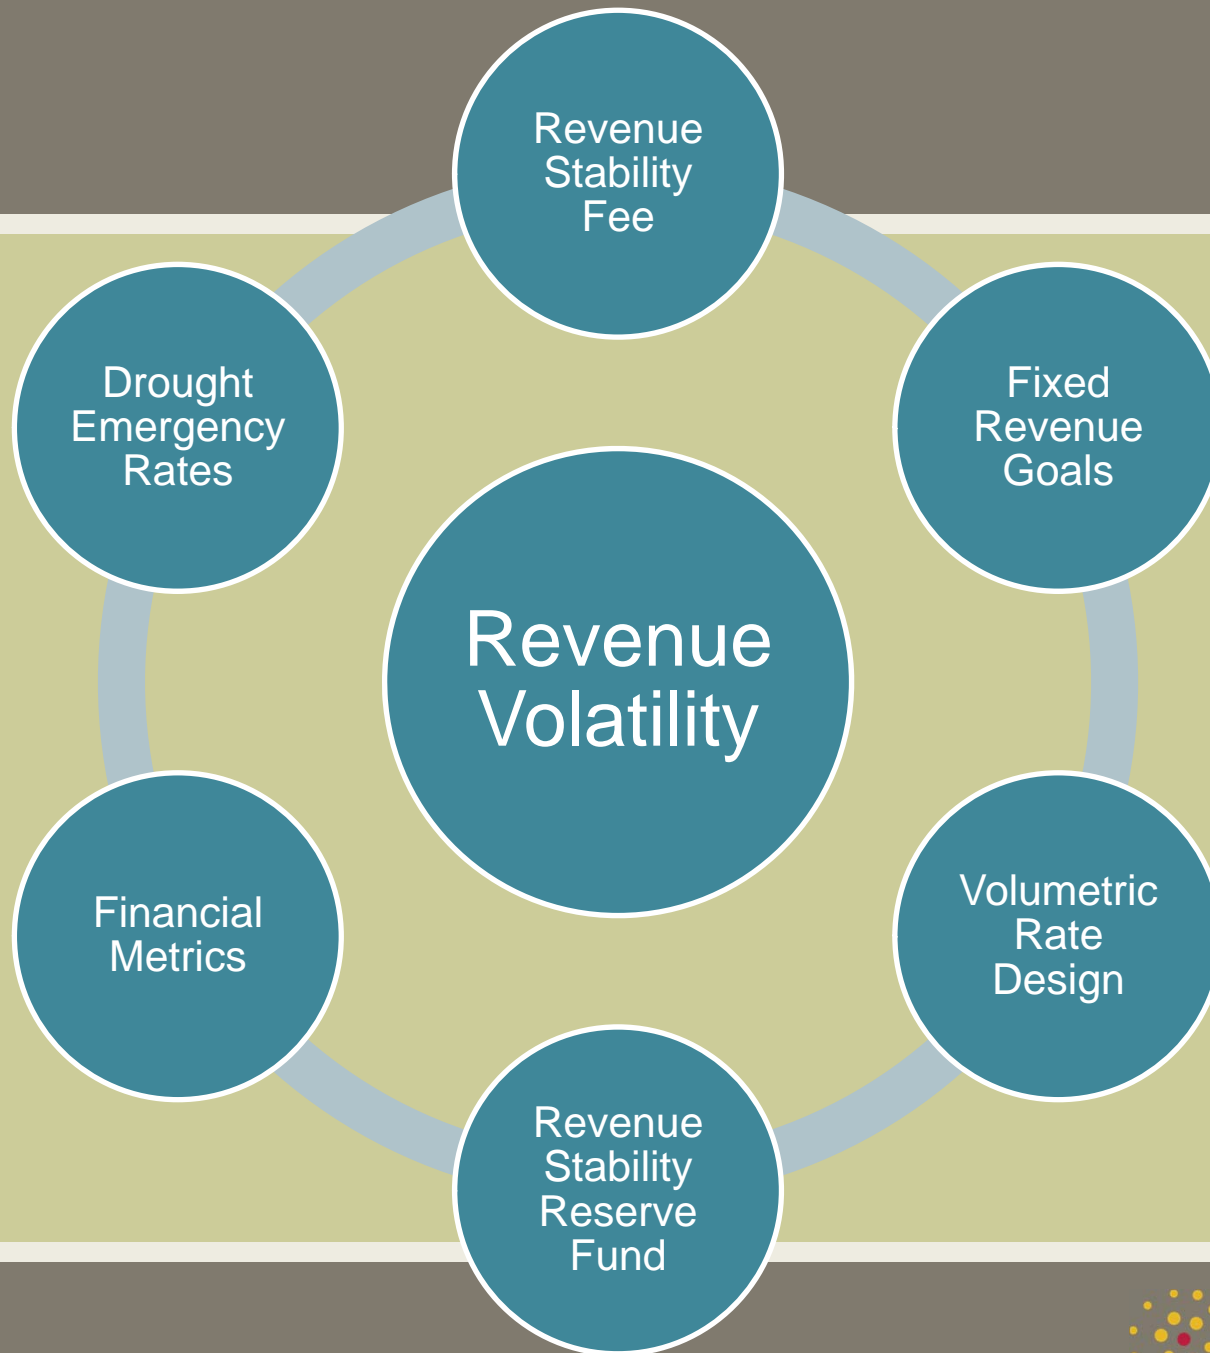 Revenue
Stability
Fee
Fixed
Revenue
Goals
Volumetric
Rate
Design
Revenue
Stability
Reserve
Fund
Financial
Metrics
Drought
Emergency
Rates
Revenue
Volatility